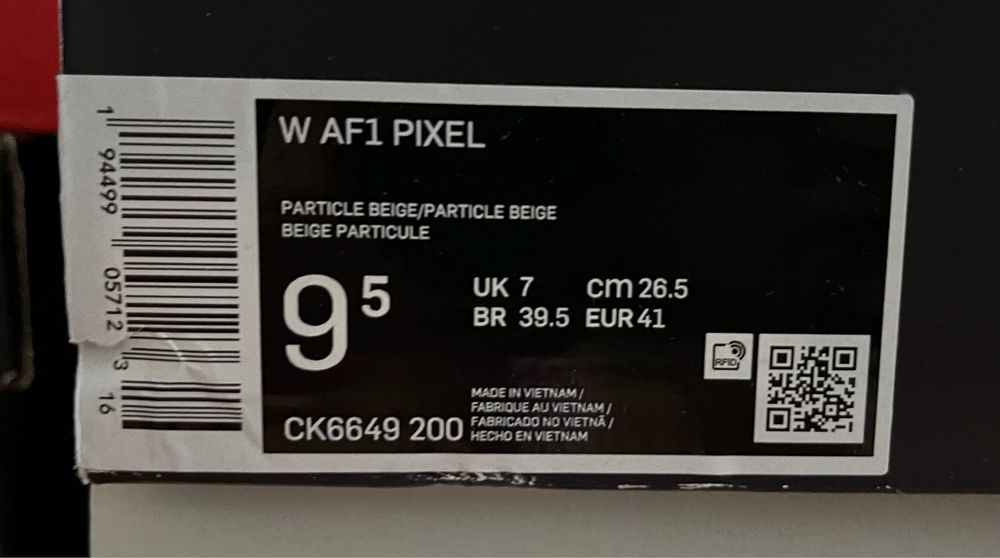 1 94499 05712 3 16
W AF1 PIXEL
PARTICLE BEIGE/PARTICLE BEIGE
BEIGE PARTICULE
9 5
UK 7 cm 26.5
BR 39.5 EUR 41
RFID
CK6649 200
MADE IN VIETNAM /
FABRIQUE AU VIETNAM /
FABRICADO NO VIETNÃ /
HECHO EN VIETNAM